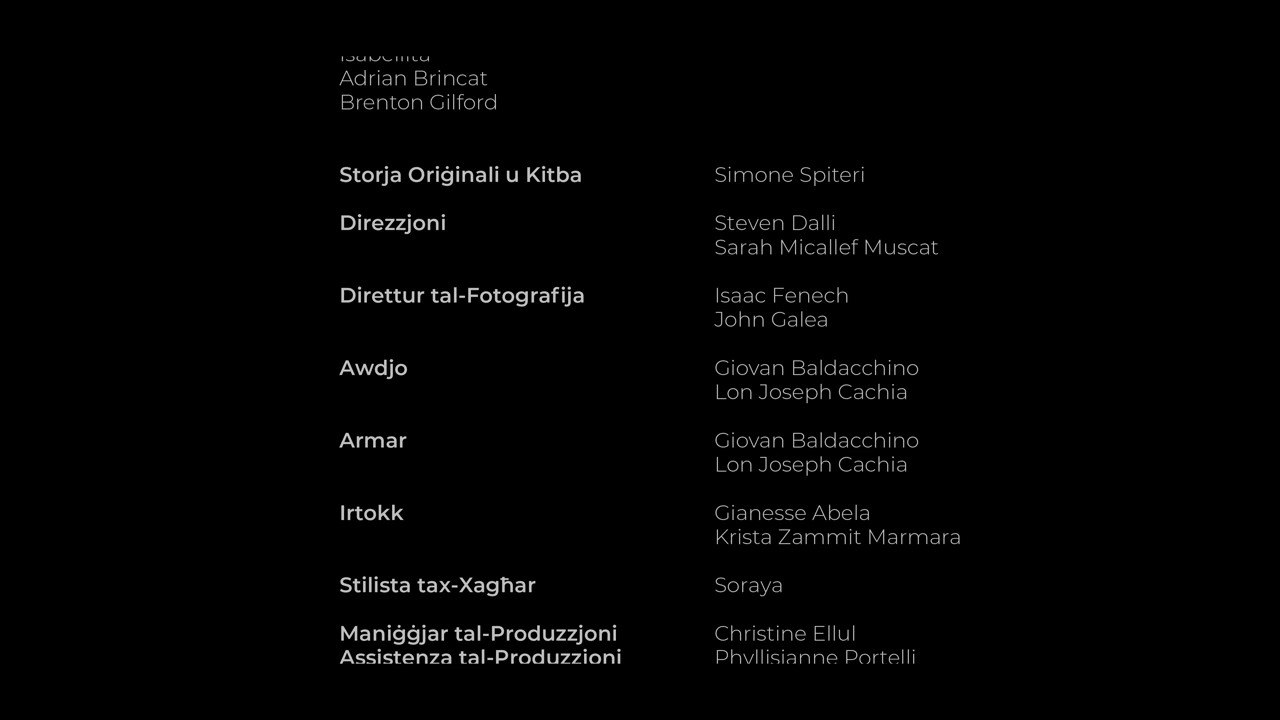 Adrian Brincat
Brenton Gilford
Storja Oriġinali u Kitba Simone Spiteri
Direzzjoni Steven Dalli
Sarah Micallef Muscat
Direttur tal-Fotografija Isaac Fenech
John Galea
Awdjo Giovan Baldacchino
Lon Joseph Cachia
Armar Giovan Baldacchino
Lon Joseph Cachia
Irtokk Gianesse Abela
Krista Zammit Marmara
Stilista tax-Xagħar Soraya
Maniġġjar tal-Produzzjoni Christine Ellul
Assistenza tal-Produzzjoni Phyllisianne Portelli